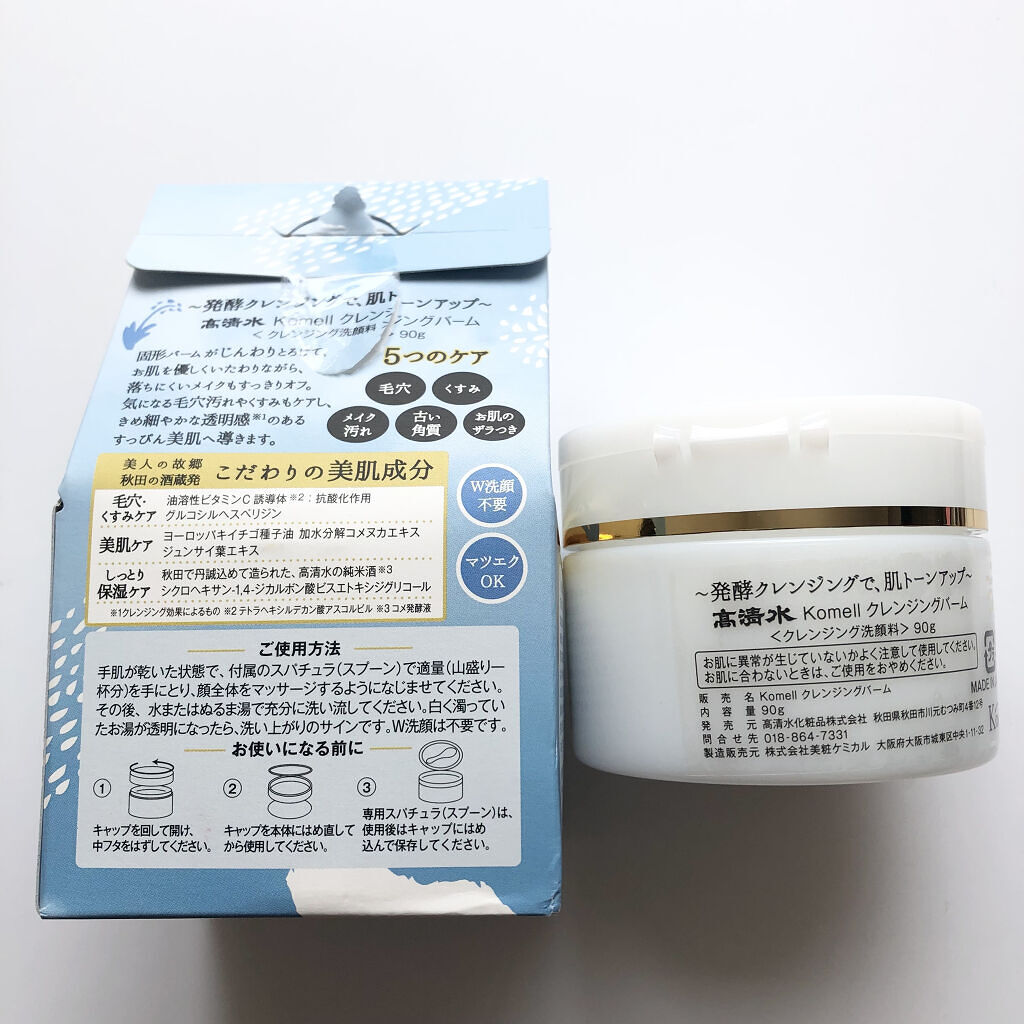 ～発酵クレンジングで、肌トーンアップ～
高清水 Komell クレンジングバーム
＜クレンジング洗顔料＞90g
固形バームがじんわりとろけて、
お肌を優しくいたわりながら、
落ちにくいメイクもすっきりオフ。
気になる毛穴汚れやくすみもケアし、
きめ細やかな透明感※1のある
すっぴん美肌へ導きます。
5つのケア
毛穴
くすみ
メイク
汚れ
古い
角質
お肌の
ザラつき
美人の故郷
秋田の酒蔵発
こだわりの美肌成分
毛穴・
くすみケア
油溶性ビタミンC誘導体※2：抗酸化作用
グルコシルヘスペリジン
美肌ケア
ヨーロッパキイチゴ種子油 加水分解コメヌカエキス
ジュンサイ葉エキス
しっとり
保湿ケア
秋田で丹誠込めて造られた、高清水の純米酒※3
シクロヘキサン-1,4-ジカルボン酸ビスエトキシジグリコール
※1クレンジング効果によるもの ※2テトラヘキシルデカン酸アスコルビル ※3コメ発酵液
W洗顔
不要
マツエク
OK
ご使用方法
手肌が乾いた状態で、付属のスパチュラ（スプーン）で適量（山盛り一
杯分）を手にとり、顔全体をマッサージするようになじませてください。
その後、水またはぬるま湯で充分に洗い流してください。白く濁ってい
たお湯が透明になったら、洗い上がりのサインです。W洗顔は不要です。
お使いになる前に
①
キャップを回して開け、
中フタをはずしてください。
②
キャップを本体にはめ直して
から使用してください。
③
専用スパチュラ（スプーン）は、
使用後はキャップにはめ
込んで保存してください。
～発酵クレンジングで、肌トーンアップ～
高清水 Komell クレンジングバーム
＜クレンジング洗顔料＞90g
お肌に異常が生じていないかよく注意して使用してください。
お肌に合わないときは、ご使用をおやめください。
販売名 Komell クレンジングバーム
内容量 90g
発売元 高清水化粧品株式会社 秋田県秋田市川元むつみ町4番12号
問合せ先 018-864-7331
製造販売元 株式会社美粧ケミカル 大阪府大阪市城東区中央1-11-32
MADE IN